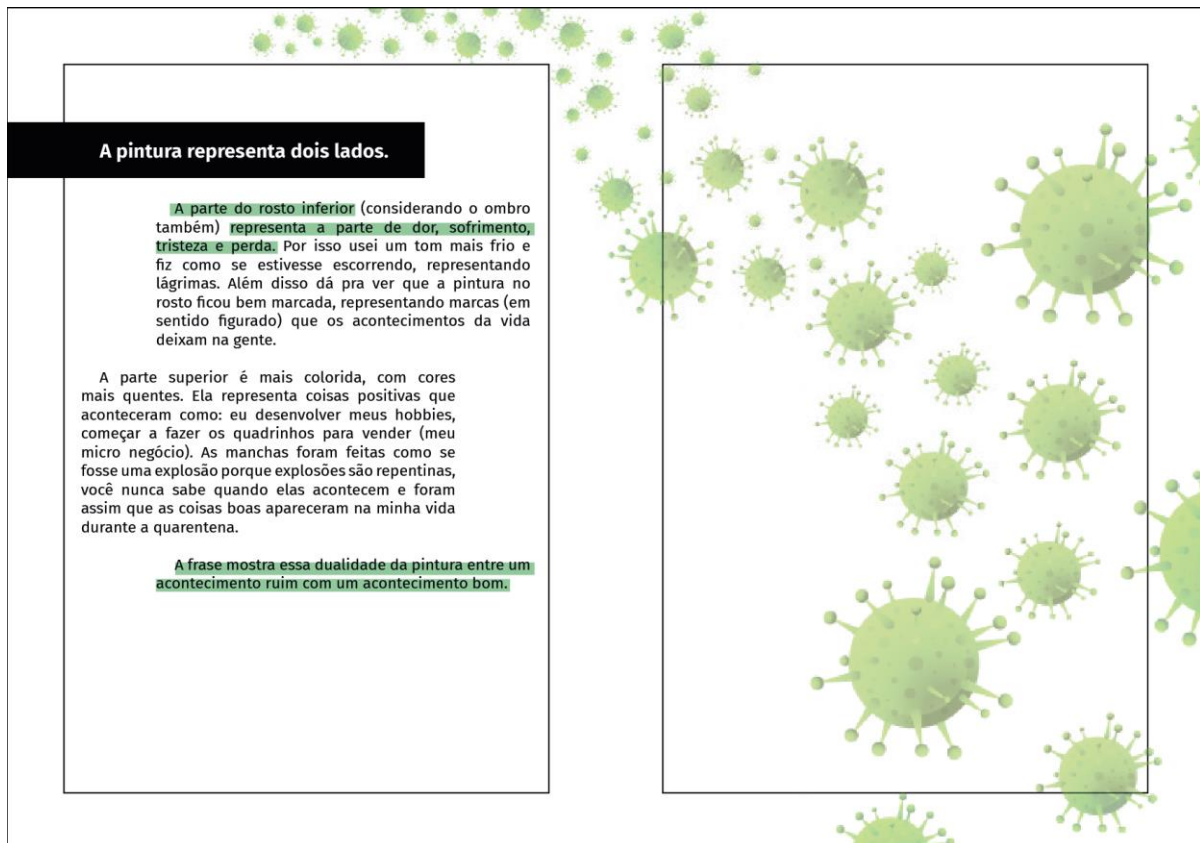 A pintura representa dois lados.
A parte do rosto inferior (considerando o ombro
também) representa a parte de dor, sofrimento,
tristeza e perda. Por isso usei um tom mais frio e
fiz como se estivesse escorrendo, representando
lágrimas. Além disso dá pra ver que a pintura no
rosto ficou bem marcada, representando marcas (em
sentido figurado) que os acontecimentos da vida
deixam na gente.
A parte superior é mais colorida, com cores
mais quentes. Ela representa coisas positivas que
aconteceram como: eu desenvolver meus hobbies,
começar a fazer os quadrinhos para vender (meu
micro negócio). As manchas foram feitas como se
fosse uma explosão porque explosões são repentinas,
você nunca sabe quando elas acontecem e foram
assim que as coisas boas apareceram na minha vida
durante a quarentena.
A frase mostra essa dualidade da pintura entre um
acontecimento ruim com um acontecimento bom.